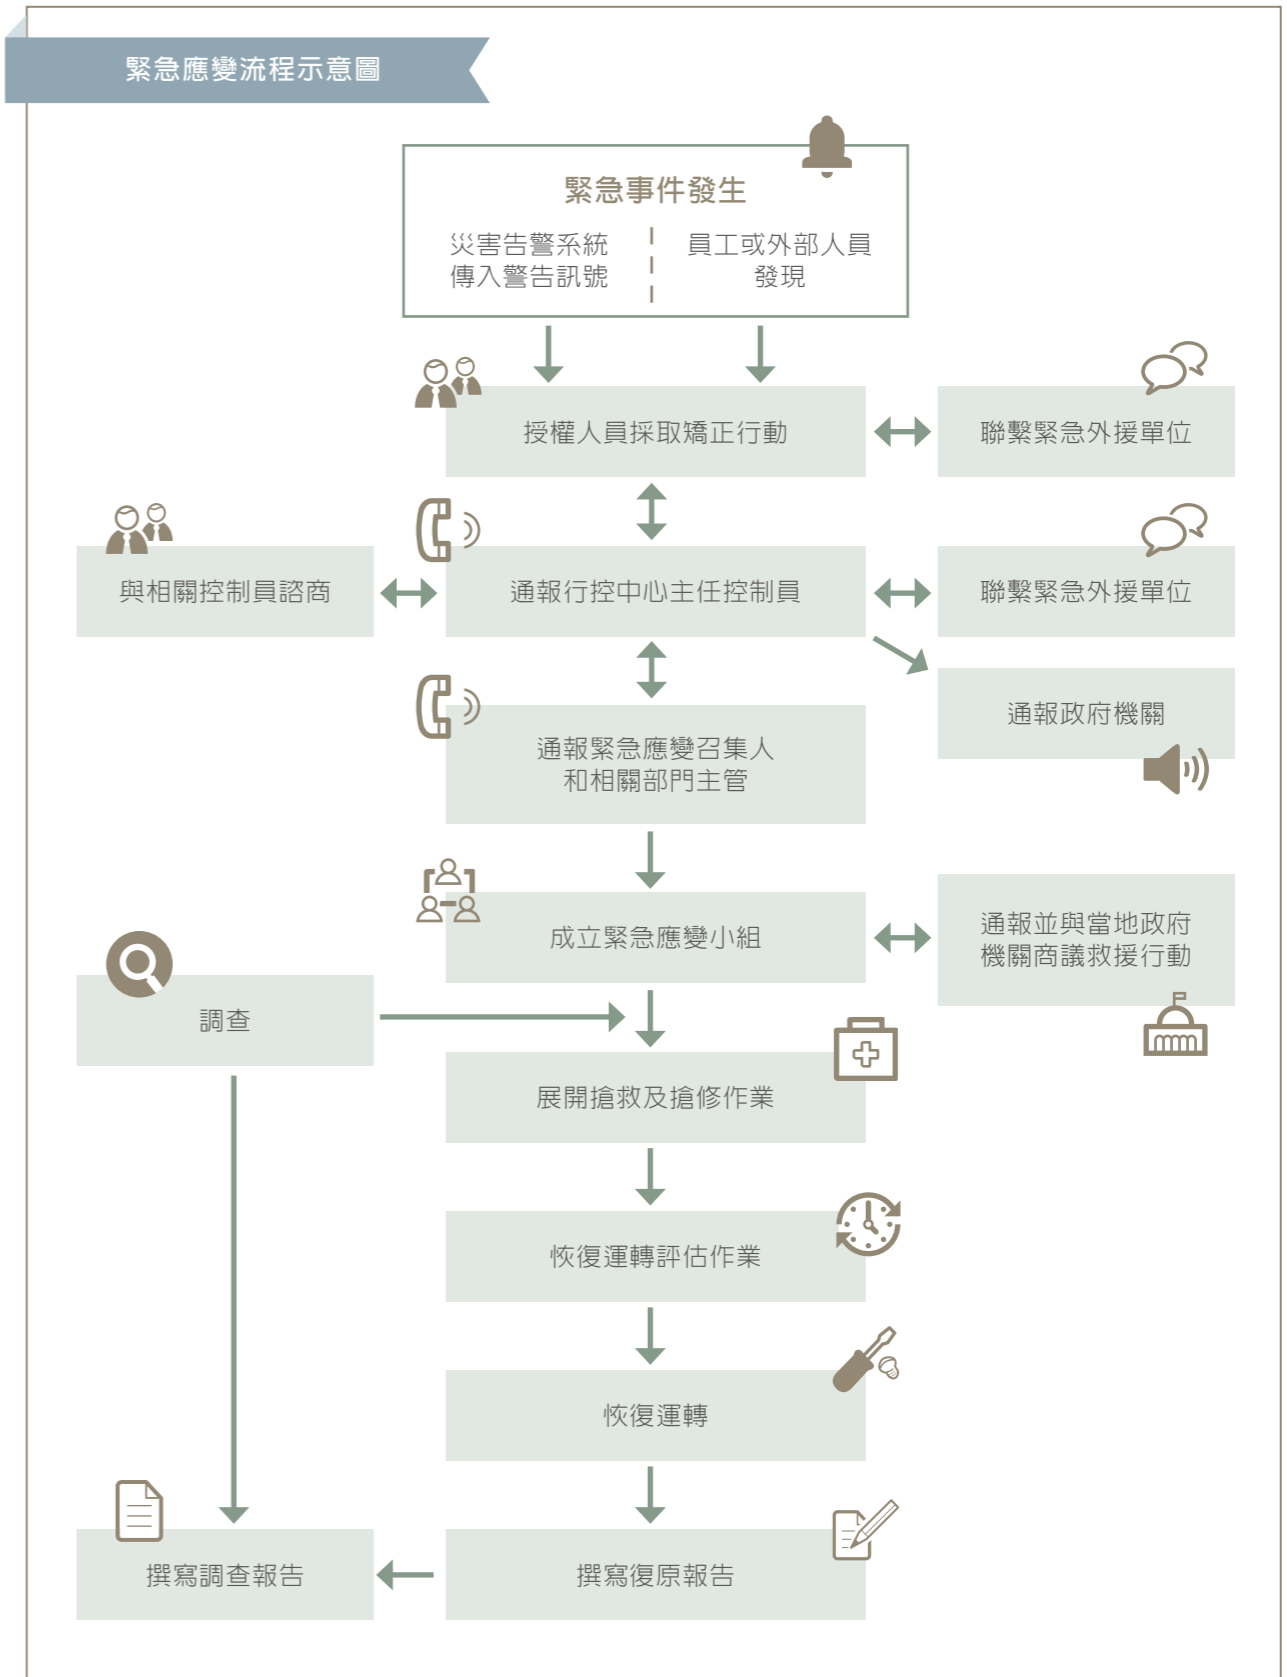 緊急應變流程示意圖
緊急事件發生
災害告警系統
傳入警告訊號
員工或外部人員
發現
授權人員採取矯正行動
聯繫緊急外援單位
與相關控制員諮商
通報行控中心主任控制員
聯繫緊急外援單位
通報政府機關
通報緊急應變召集人
和相關部門主管
成立緊急應變小組
通報並與當地政府
機關商議救援行動
調查
展開搶救及搶修作業
恢復運轉評估作業
恢復運轉
撰寫調查報告
撰寫復原報告